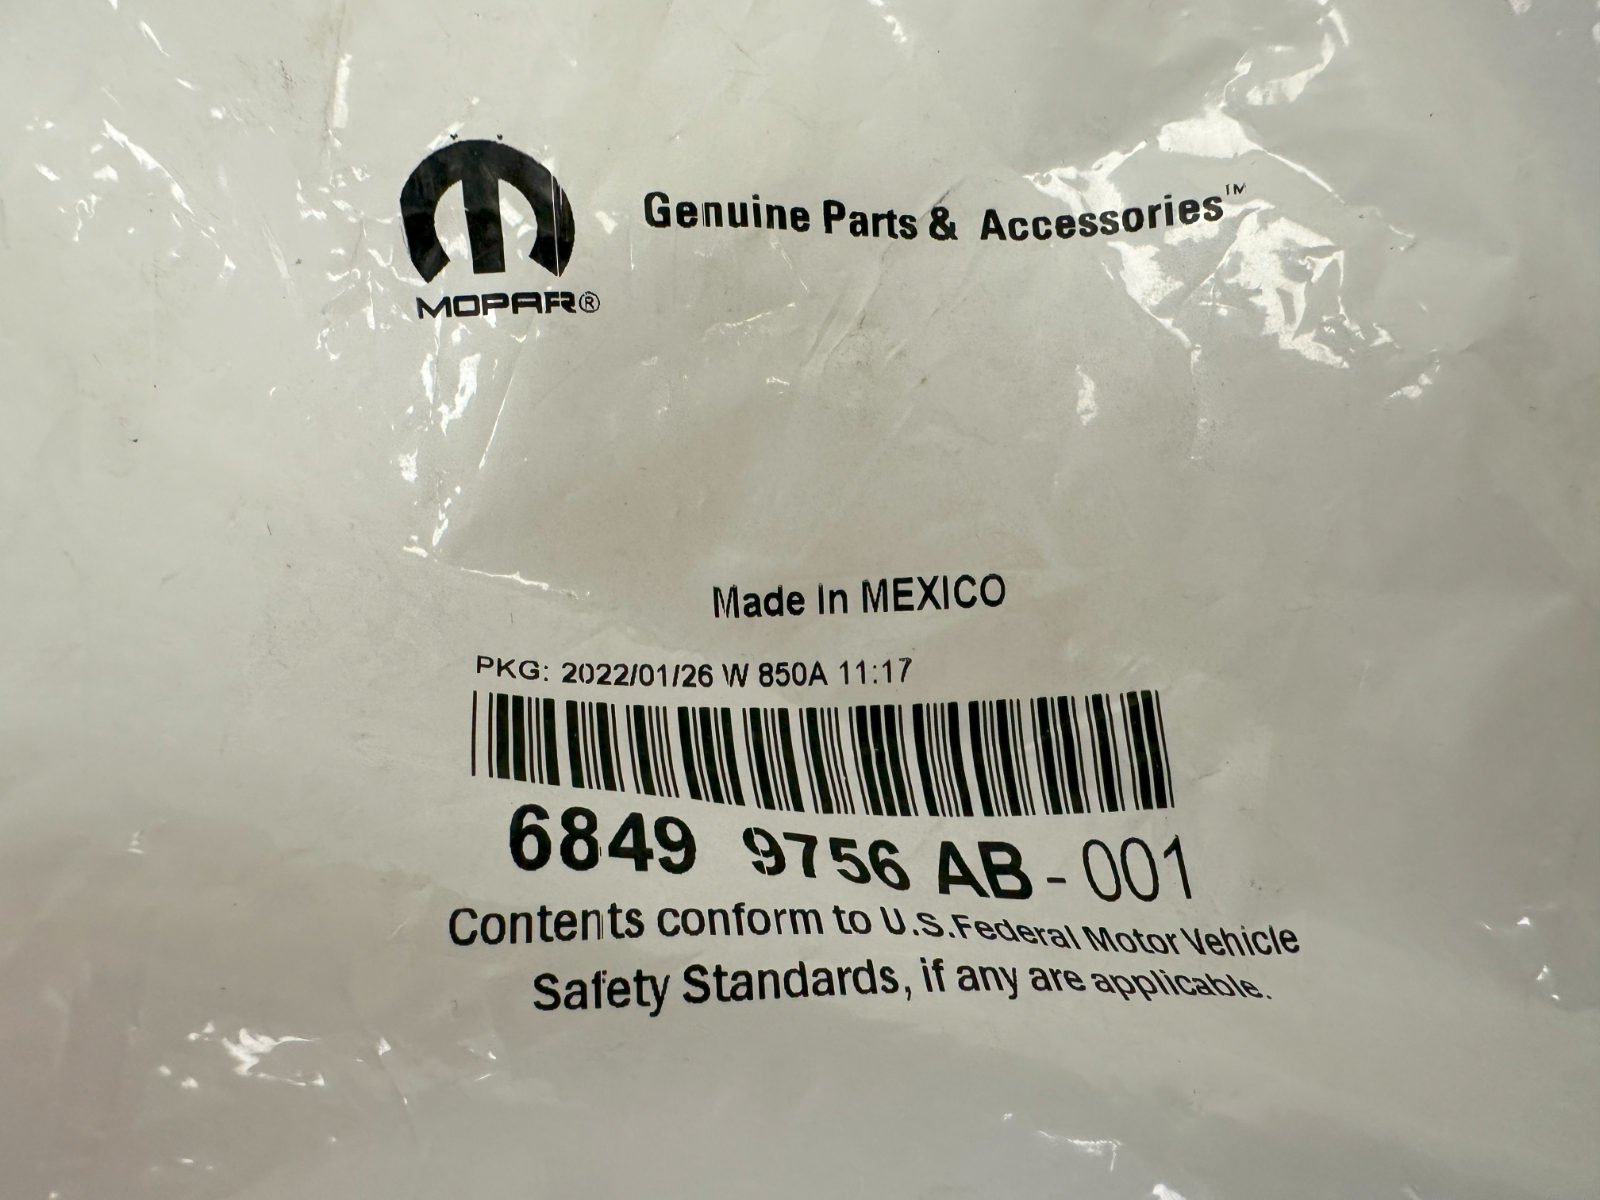 MOPAR®
Genuine Parts & Accessories™
Made In MEXICO
PKG: 2022/01/26 W 850A 11:17
6849 9756 AB - 001
Contents conform to U.S.Federal Motor Vehicle
Safety Standards, if any are applicable.